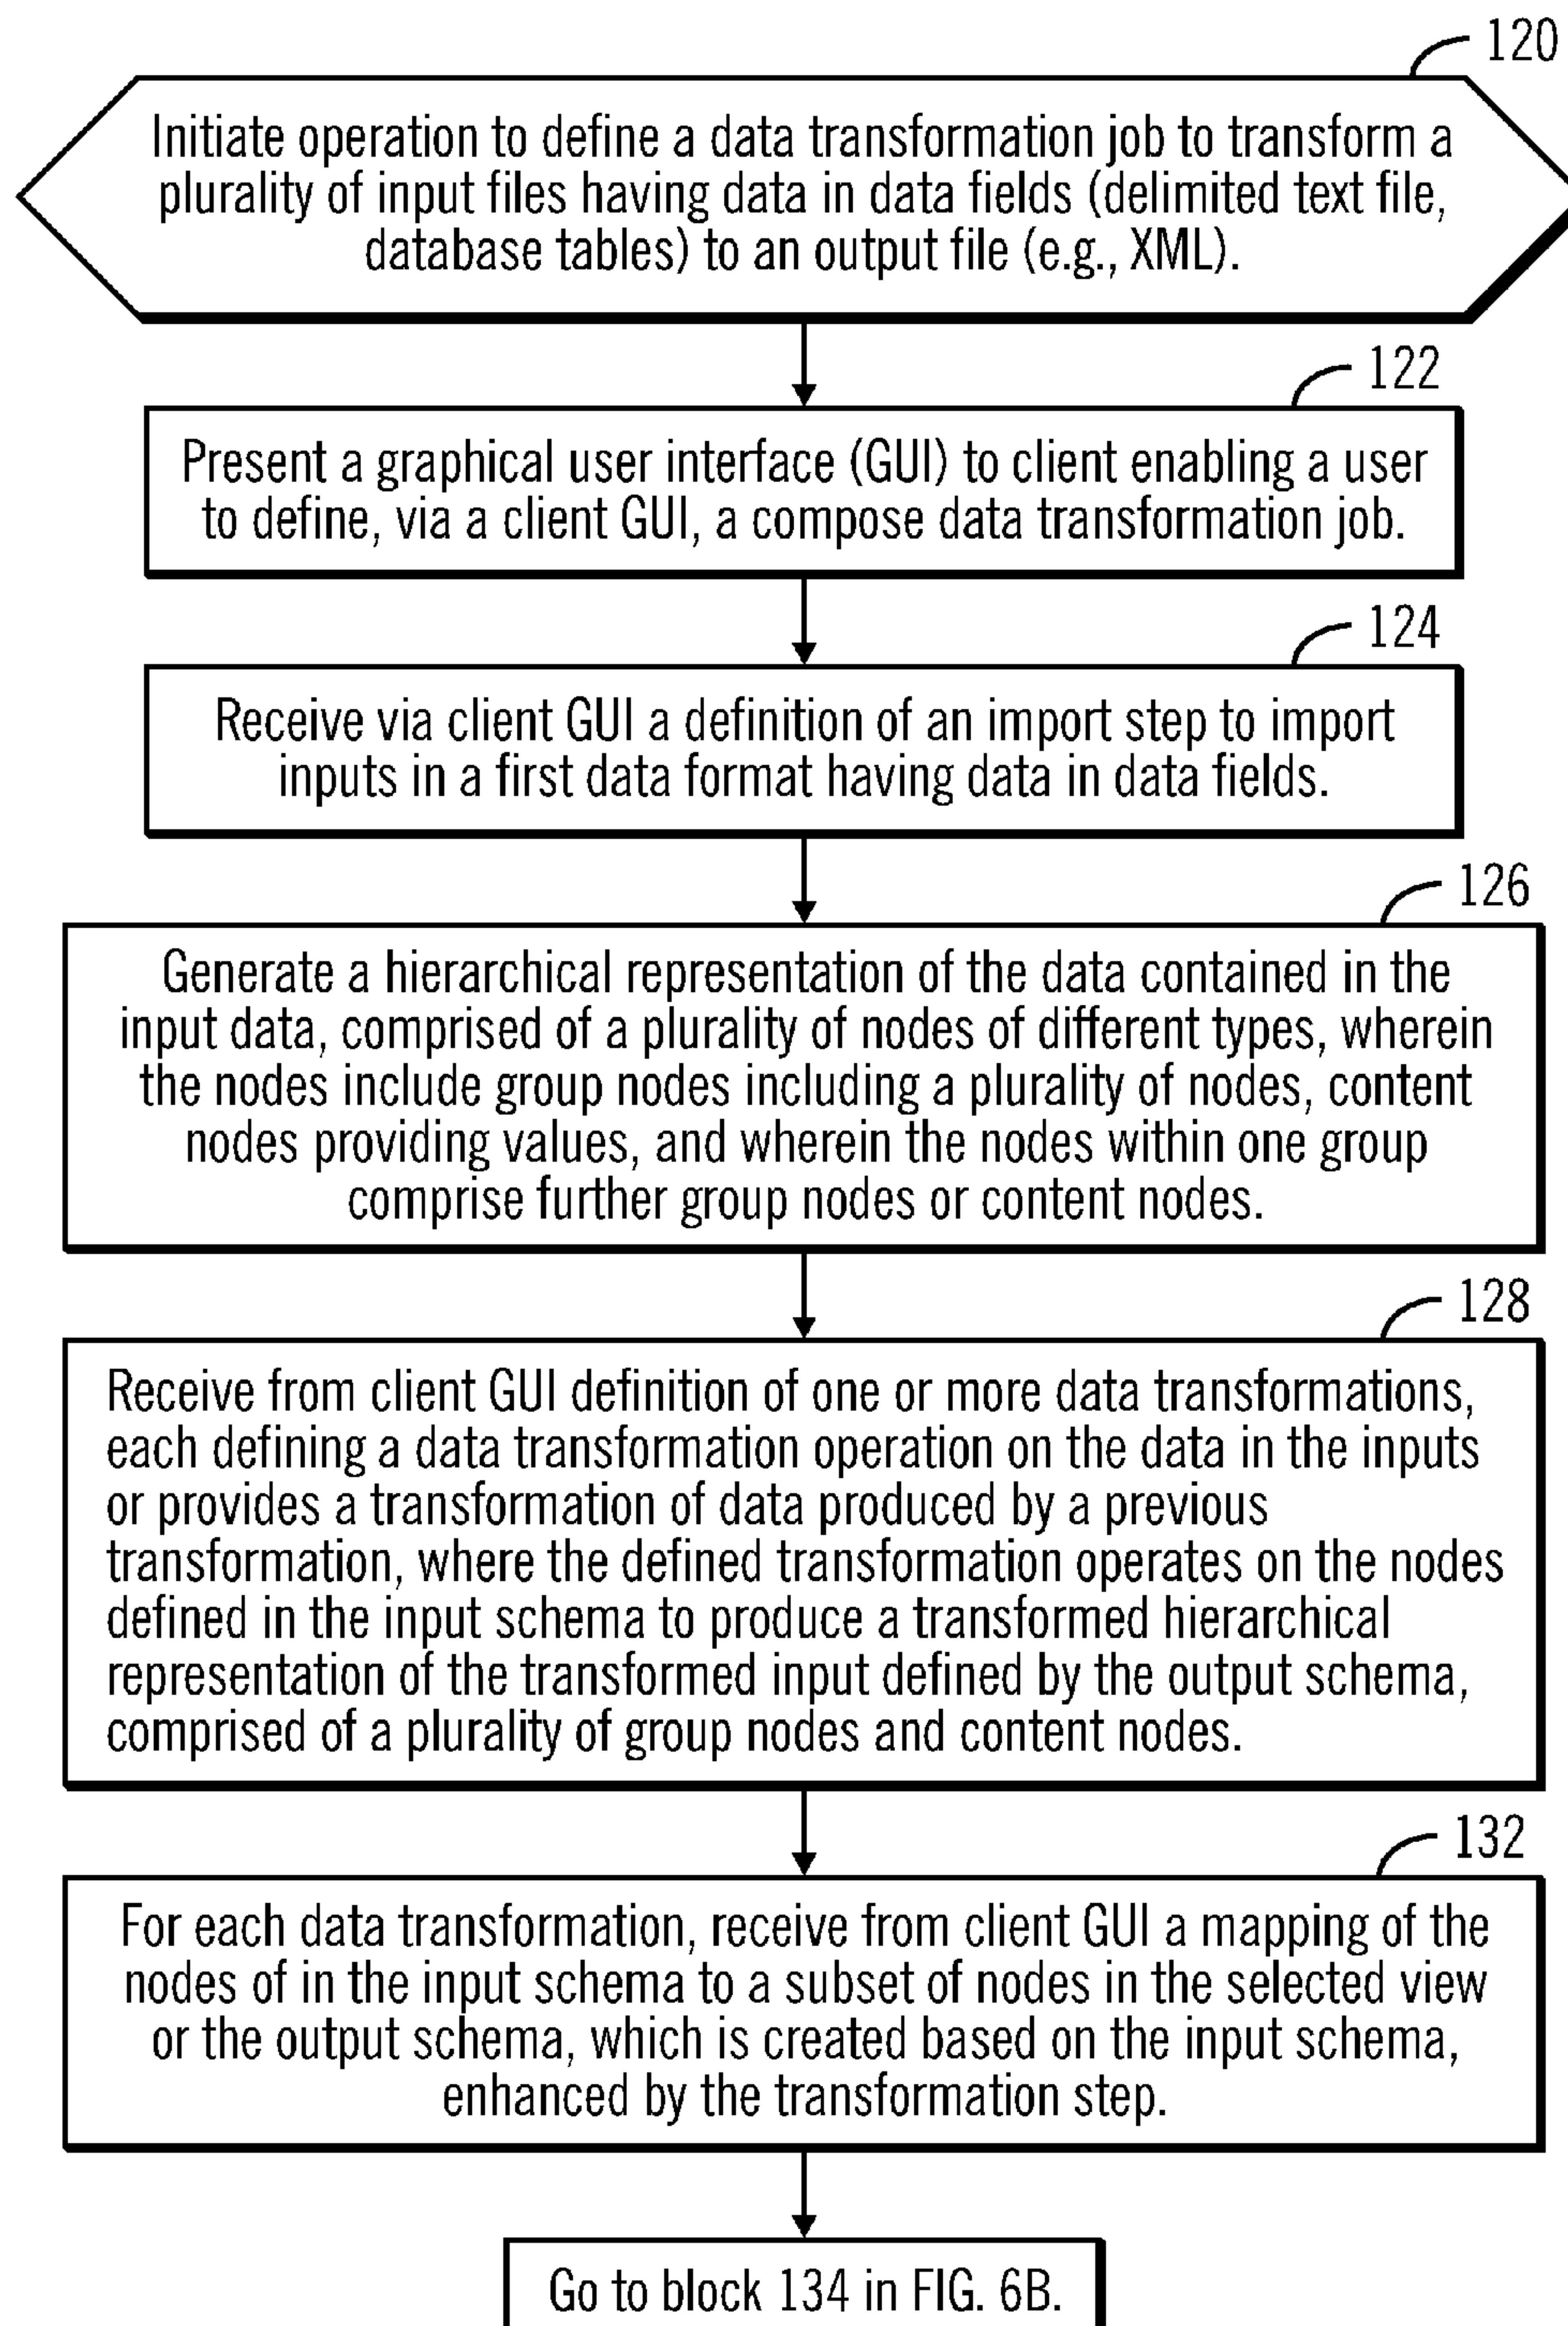 120
Initiate operation to define a data transformation job to transform a
plurality of input files having data in data fields (delimited text file,
database tables) to an output file (e.g., XML).
122
Present a graphical user interface (GUI) to client enabling a user
to define, via a client GUI, a compose data transformation job.
124
Receive via client GUI a definition of an import step to import
inputs in a first data format having data in data fields.
126
Generate a hierarchical representation of the data contained in the
input data, comprised of a plurality of nodes of different types, wherein
the nodes include group nodes including a plurality of nodes, content
nodes providing values, and wherein the nodes within one group
comprise further group nodes or content nodes.
128
Receive from client GUI definition of one or more data transformations,
each defining a data transformation operation on the data in the inputs
or provides a transformation of data produced by a previous
transformation, where the defined transformation operates on the nodes
defined in the input schema to produce a transformed hierarchical
representation of the transformed input defined by the output schema,
comprised of a plurality of group nodes and content nodes.
132
For each data transformation, receive from client GUI a mapping of the
nodes of in the input schema to a subset of nodes in the selected view
or the output schema, which is created based on the input schema,
enhanced by the transformation step.
Go to block 134 in FIG. 6B.